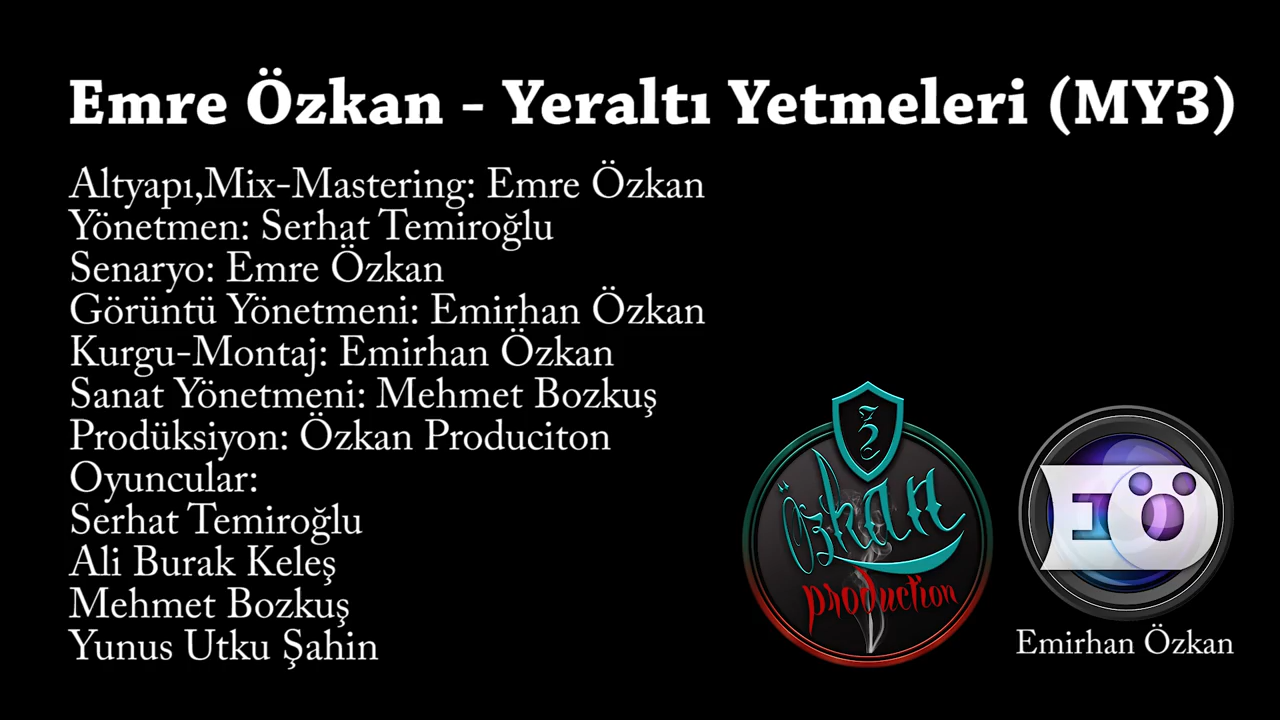 Emre Özkan - Yeraltı Yetmeleri (MY3)
Altyapı,Mix-Mastering: Emre Özkan
Yönetmen: Serhat Temiroğlu
Senaryo: Emre Özkan
Görüntü Yönetmeni: Emirhan Özkan
Kurgu-Montaj: Emirhan Özkan
Sanat Yönetmeni: Mehmet Bozkuş
Prodüksiyon: Özkan Produciton
Oyuncular:
Serhat Temiroğlu
Ali Burak Keleş
Mehmet Bozkuş
Yunus Utku Şahin
3
Özkan
production
EÖ
Emirhan Özkan